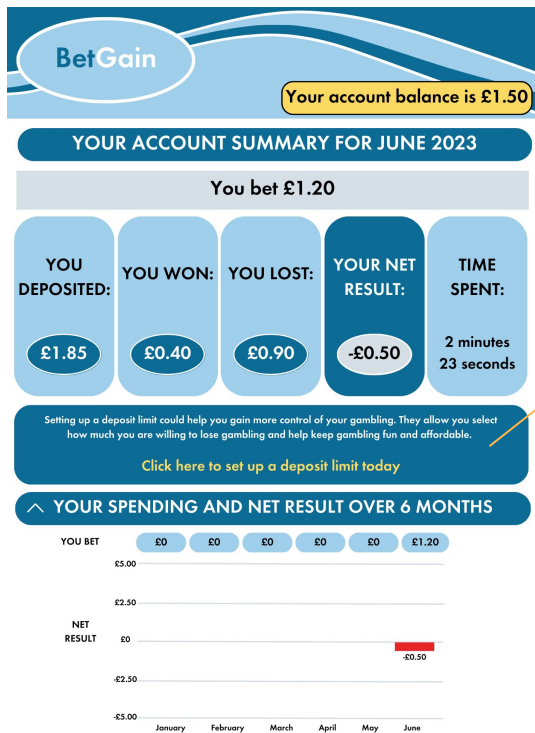 BetGain
Your account balance is £1.50
YOUR ACCOUNT SUMMARY FOR JUNE 2023
You bet £1.20
YOU
DEPOSITED:
£1.85
YOU WON:
£0.40
YOU LOST:
£0.90
YOUR NET
RESULT:
-£0.50
TIME
SPENT:
2 minutes
23 seconds
Setting up a deposit limit could help you gain more control of your gambling. They allow you select
how much you are willing to lose gambling and help keep gambling fun and affordable.
Click here to set up a deposit limit today
YOUR SPENDING AND NET RESULT OVER 6 MONTHS
YOU BET £0 £0 £0 £0 £0 £1.20
£5.00
£2.50
NET
RESULT
£0
-£0.50
-£2.50
-£5.00
January February March April May June